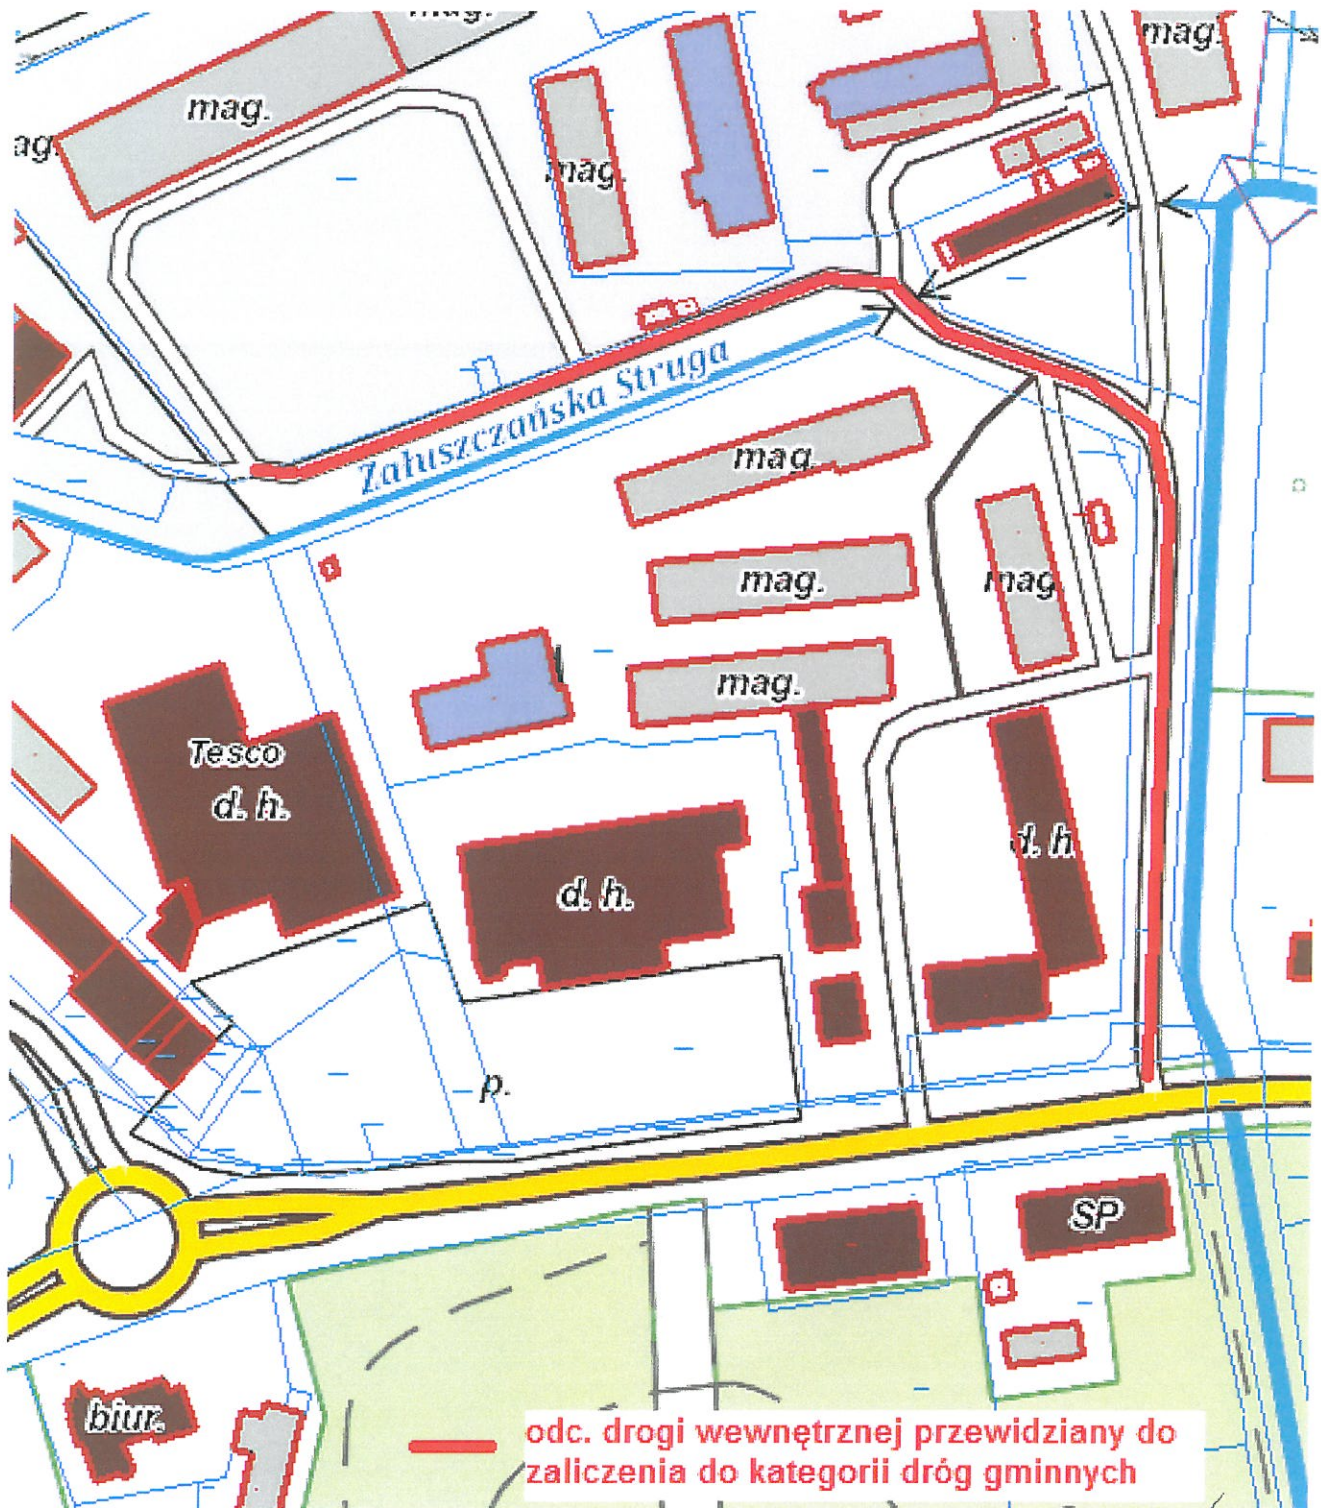 mag.
mag.
mag.
ag.
mag.
Załuszczańska Struga
mag.
mag.
mag.
mag.
Tesco
d. h.
d. h.
d. h.
p.
SP
biur.
odc. drogi wewnętrznej przewidziany do
zaliczenia do kategorii dróg gminnych